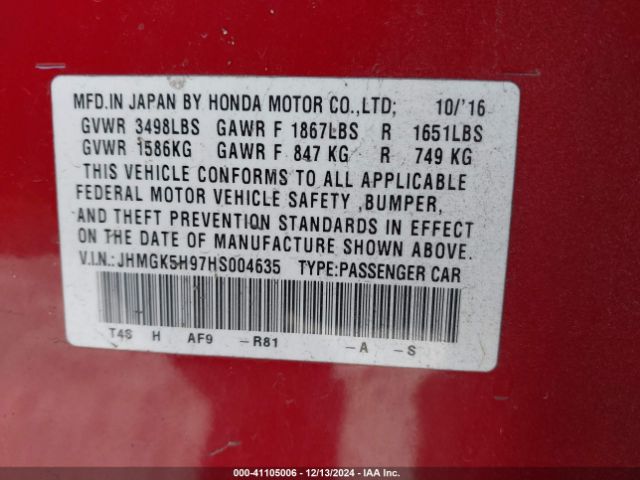 MFD.IN JAPAN BY HONDA MOTOR CO.,LTD; 10/'16
GVWR 3498LBS GAWR F 1867LBS R 1651LBS
GVWR 1586KG GAWR F 847 KG R 749 KG
THIS VEHICLE CONFORMS TO ALL APPLICABLE
FEDERAL MOTOR VEHICLE SAFETY ,BUMPER,
AND THEFT PREVENTION STANDARDS IN EFFECT
ON THE DATE OF MANUFACTURE SHOWN ABOVE.
V.I.N.:JHMGK5H97HS004635 TYPE:PASSENGER CAR
T4S H AF9 –R81 –A –S
000-41105006 - 12/13/2024 - IAA Inc.